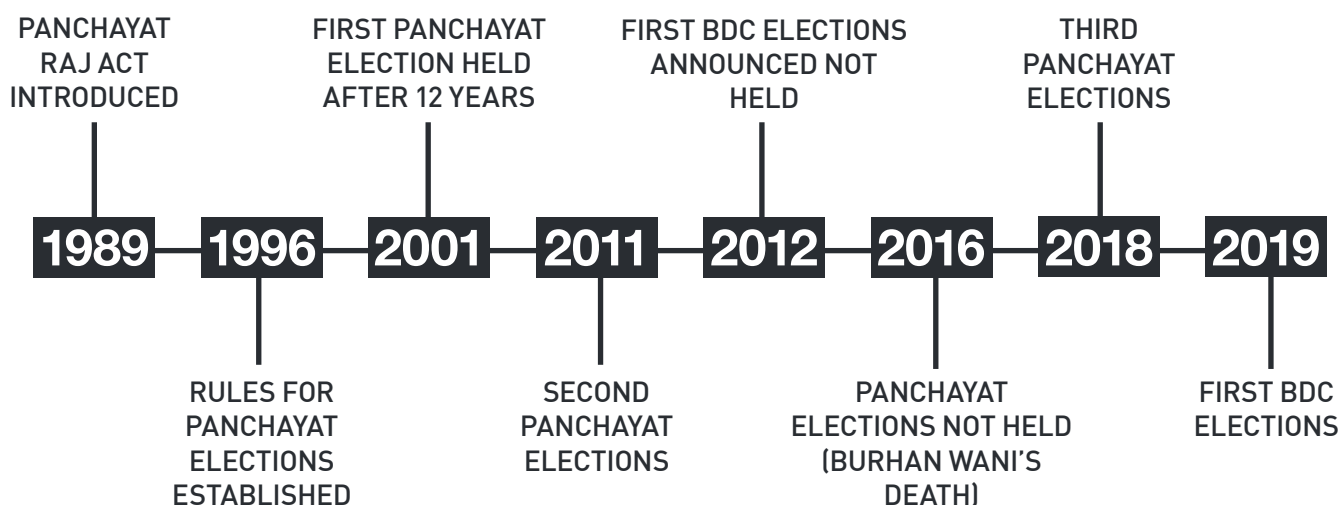 PANCHAYAT
RAJ ACT
INTRODUCED
FIRST PANCHAYAT
ELECTION HELD
AFTER 12 YEARS
FIRST BDC ELECTIONS
ANNOUNCED NOT
HELD
THIRD
PANCHAYAT
ELECTIONS
1989 1996 2001 2011 2012 2016 2018 2019
RULES FOR
PANCHAYAT
ELECTIONS
ESTABLISHED
SECOND
PANCHAYAT
ELECTIONS
PANCHAYAT
ELECTIONS NOT HELD
(BURHAN WANI'S
DEATH)
FIRST BDC
ELECTIONS